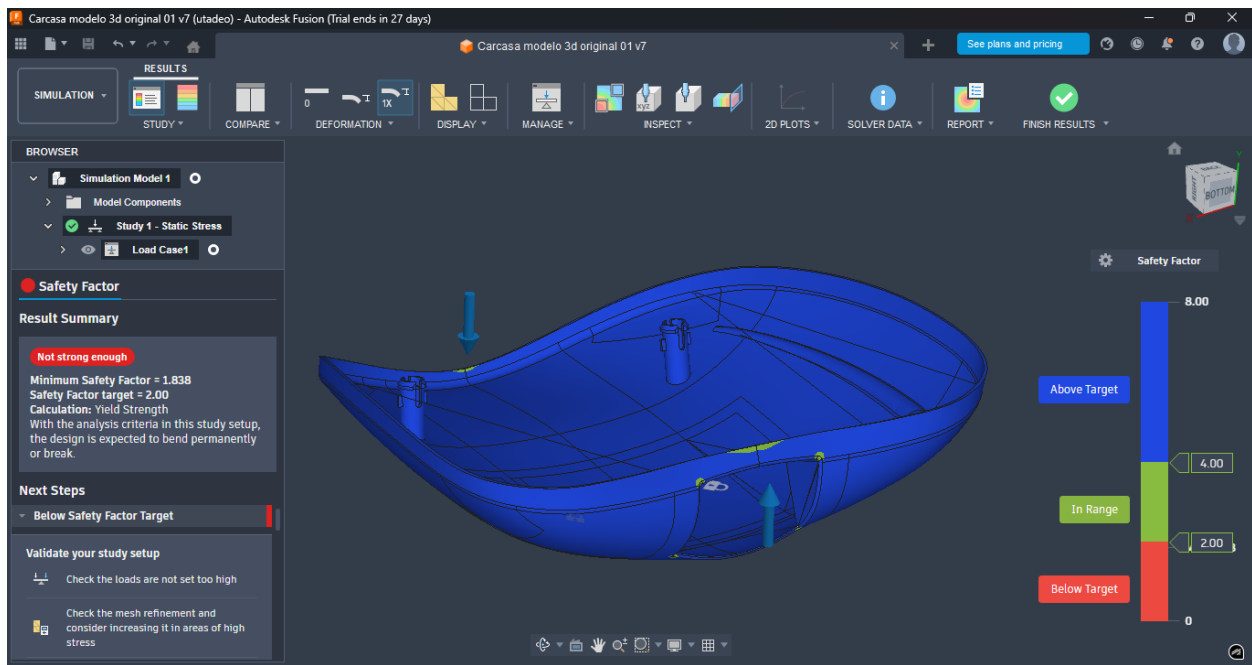 Carcasa modelo 3d original 01 v7 (utadeo) - Autodesk Fusion (Trial ends in 27 days)
Carcasa modelo 3d original 01 v7
See plans and pricing
RESULTS
SIMULATION
0
1X
xyz
STUDY
COMPARE
DEFORMATION
DISPLAY
MANAGE
INSPECT
2D PLOTS
SOLVER DATA
REPORT
FINISH RESULTS
BROWSER
Simulation Model 1
Model Components
Study 1 - Static Stress
Load Case1
Safety Factor
Result Summary
Not strong enough
Minimum Safety Factor = 1.838
Safety Factor target = 2.00
Calculation: Yield Strength
With the analysis criteria in this study setup,
the design is expected to bend permanently
or break.
Next Steps
Below Safety Factor Target
Validate your study setup
Check the loads are not set too high
Check the mesh refinement and
consider increasing it in areas of high
stress
RIGHT
BACK
BOTTOM
Y
Z
Safety Factor
8.00
Above Target
4.00
In Range
2.00
Below Target
0